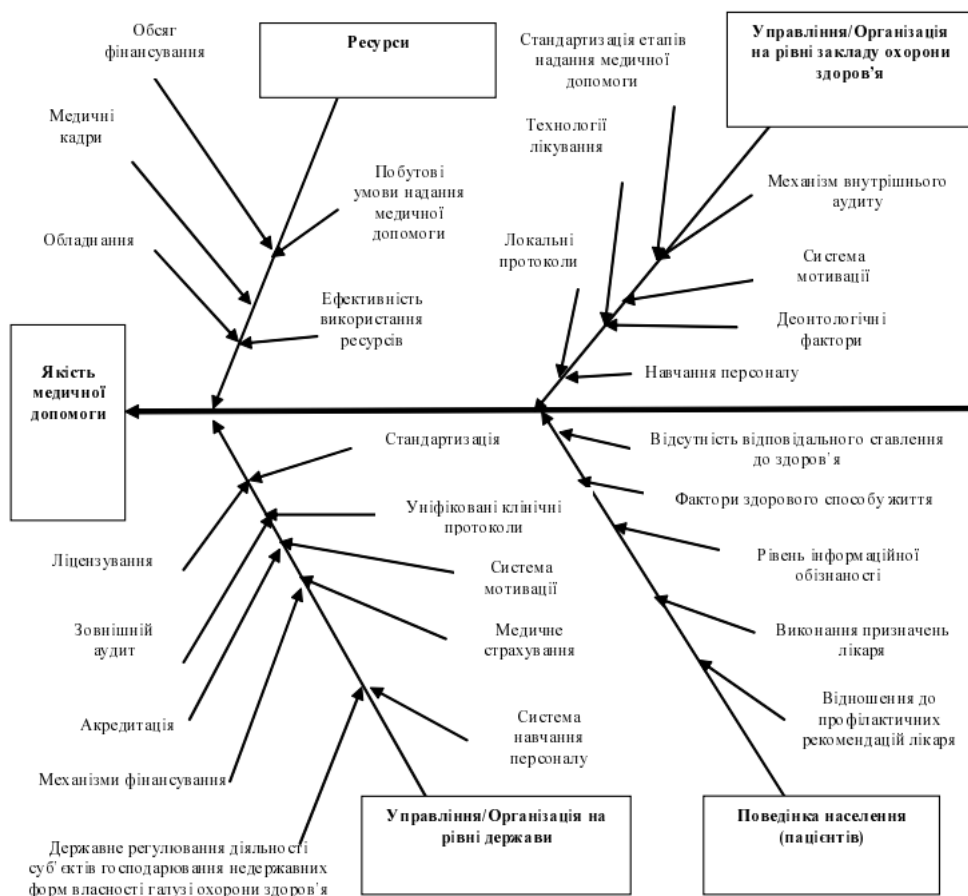 Обсяг
фінансування
Ресурси
Стандартизація етапів
надання медичної
допомоги
Управління/Організація
на рівні закладу охорони
здоров'я
Медичні
кадри
Технології
лікування
Побутові
умови надання
медичної
допомоги
Механізм внутрішнього
аудиту
Обладнання
Локальні
протоколи
Система
мотивації
Ефективність
використання
ресурсів
Деонтологічні
фактори
Навчання персоналу
Якість
медичної
допомоги
Стандартизація
Відсутність відповідального ставлення
до здоров'я
Фактори здорового способу життя
Уніфіковані клінічні
протоколи
Ліцензування
Рівень інформаційної
обізнаності
Система
мотивації
Зовнішній
аудит
Медичне
страхування
Виконання призначень
лікаря
Акредитація
Система
навчання
персоналу
Відношення до
профілактичних
рекомендацій лікаря
Механізми фінансування
Управління/Організація на
рівні держави
Поведінка населення
(пацієнтів)
Державне регулювання діяльності
суб'єктів господарювання недержавних
форм власності галузі охорони здоров'я